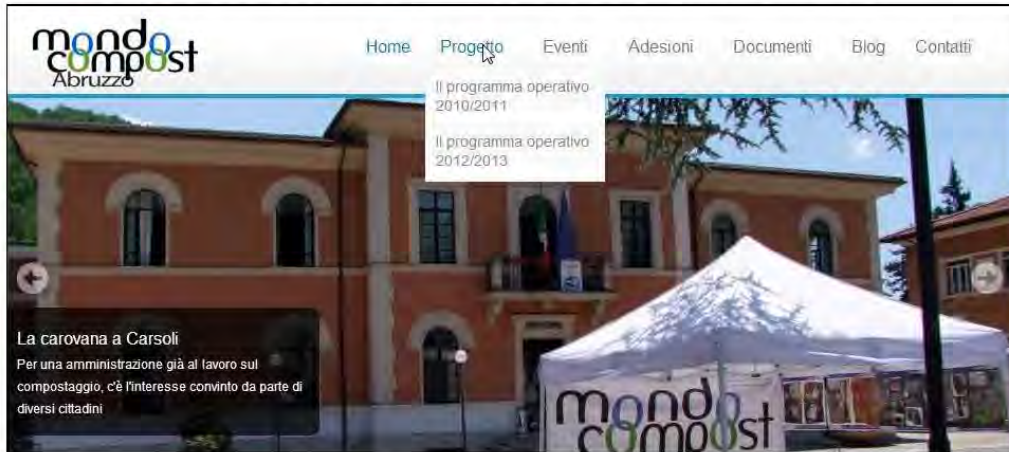 mondo
compost
Abruzzo
Home Progetto Eventi Adesioni Documenti Blog Contatti
Il programma operativo
2010/2011
Il programma operativo
2012/2013
La carovana a Carsoli
Per una amministrazione già al lavoro sul
compostaggio, c'è l'interesse convinto da parte di
diversi cittadini
mondo
compost